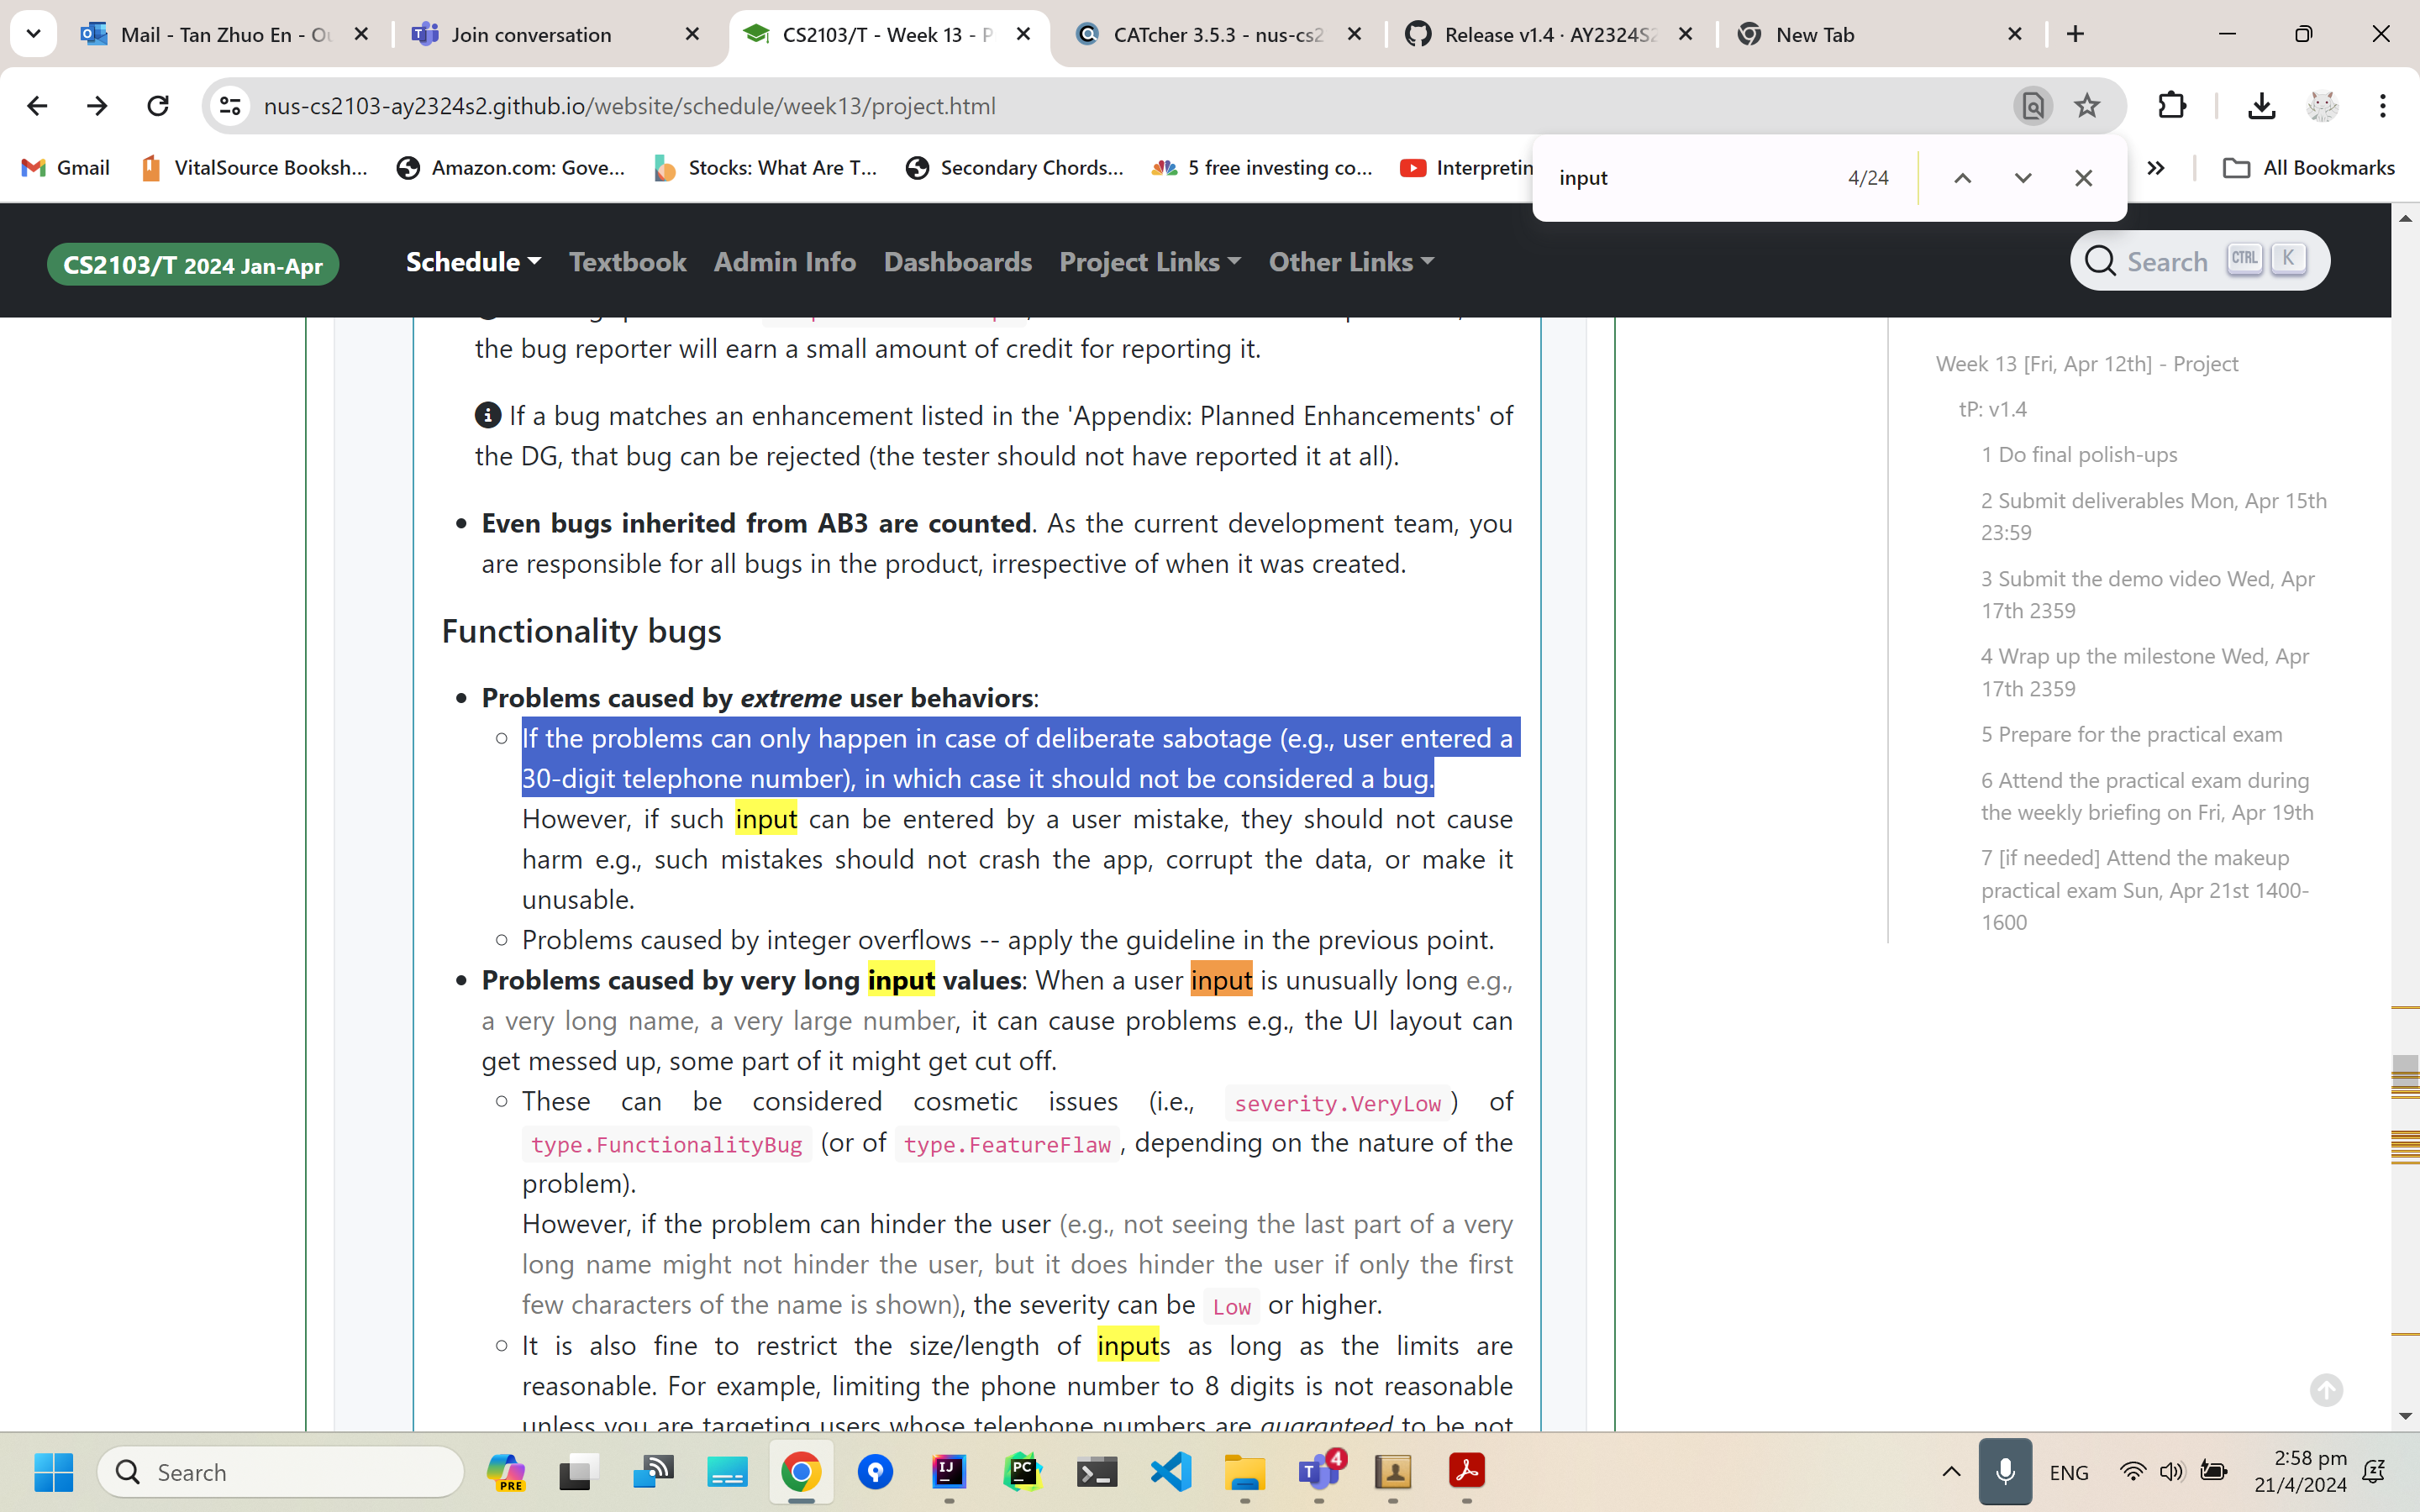 Mail - Tan Zhuo En - Ou
Join conversation
CS2103/T - Week 13 - P
CATcher 3.5.3 - nus-cs2
Release v1.4 · AY2324S2
New Tab
nus-cs2103-ay2324s2.github.io/website/schedule/week13/project.html
Gmail
VitalSource Booksh...
Amazon.com: Gove...
Stocks: What Are T...
Secondary Chords...
5 free investing co...
Interpretin
All Bookmarks
input 4/24
CS2103/T 2024 Jan-Apr
Schedule
Textbook
Admin Info
Dashboards
Project Links
Other Links
Search CTRL K
the bug reporter will earn a small amount of credit for reporting it.
If a bug matches an enhancement listed in the 'Appendix: Planned Enhancements' of
the DG, that bug can be rejected (the tester should not have reported it at all).
• Even bugs inherited from AB3 are counted. As the current development team, you
are responsible for all bugs in the product, irrespective of when it was created.
Functionality bugs
• Problems caused by extreme user behaviors:
If the problems can only happen in case of deliberate sabotage (e.g., user entered a
30-digit telephone number), in which case it should not be considered a bug.
However, if such input can be entered by a user mistake, they should not cause
harm e.g., such mistakes should not crash the app, corrupt the data, or make it
unusable.
Problems caused by integer overflows -- apply the guideline in the previous point.
• Problems caused by very long input values: When a user input is unusually long e.g.,
a very long name, a very large number, it can cause problems e.g., the UI layout can
get messed up, some part of it might get cut off.
These can be considered cosmetic issues (i.e., severity.VeryLow) of
type.FunctionalityBug (or of type.FeatureFlaw, depending on the nature of the
problem).
However, if the problem can hinder the user (e.g., not seeing the last part of a very
long name might not hinder the user, but it does hinder the user if only the first
few characters of the name is shown), the severity can be Low or higher.
It is also fine to restrict the size/length of inputs as long as the limits are
reasonable. For example, limiting the phone number to 8 digits is not reasonable
unless you are targeting users whose telephone numbers are guaranteed to be not
Week 13 [Fri, Apr 12th] - Project
tP: v1.4
1 Do final polish-ups
2 Submit deliverables Mon, Apr 15th
23:59
3 Submit the demo video Wed, Apr
17th 2359
4 Wrap up the milestone Wed, Apr
17th 2359
5 Prepare for the practical exam
6 Attend the practical exam during
the weekly briefing on Fri, Apr 19th
7 [if needed] Attend the makeup
practical exam Sun, Apr 21st 1400-
1600
Search
PRE
IJ
PC
T
4
ENG
2:58 pm
21/4/2024